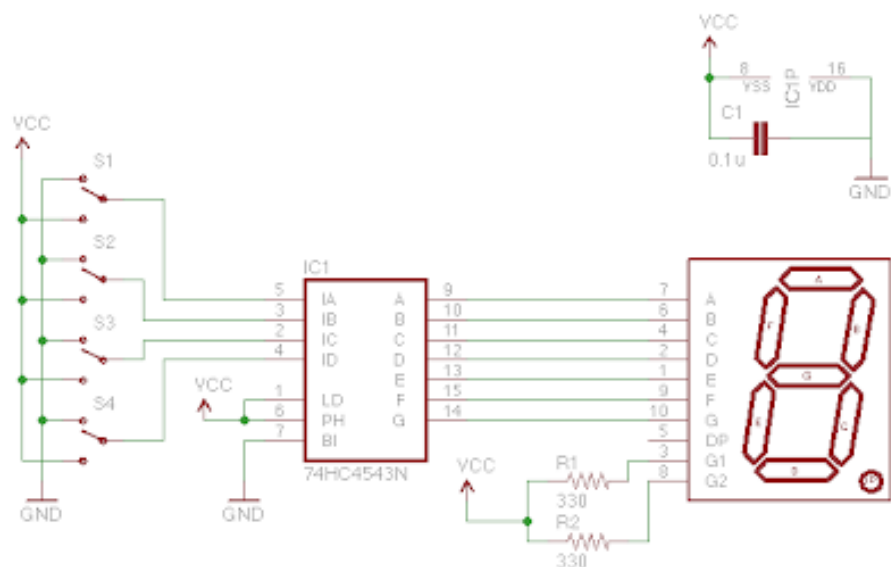 VCC
8 16
VSS IC1P VDD
C1
0.1u
GND
VCC
S1
S2
S3
S4
GND
IC1
5 IA A 9 7 A
3 IB B 10 6 B
2 IC C 11 4 C
4 ID D 12 2 D
E 13 1 E
1 LD F 15 9 F
6 PH G 14 10 G
7 BI
5 DP
3 G1
8 G2
VCC
74HC4543N
GND
VCC
R1
330
R2
330
A
F B
G
E C
D